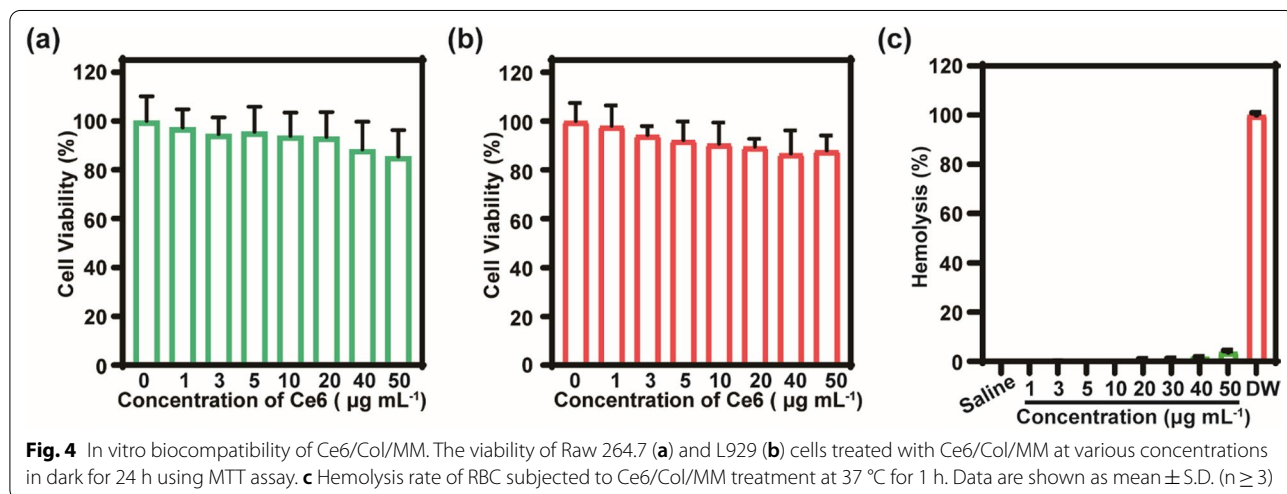 (a)
120
100
80
60
40
20
0
Cell Viability (%)
0 1 3 5 10 20 40 50
Concentration of Ce6 ( µg mL⁻¹)
(b)
120
100
80
60
40
20
0
Cell Viability (%)
0 1 3 5 10 20 40 50
Concentration of Ce6 ( µg mL⁻¹)
(c)
120
100
80
60
40
20
0
Hemolysis (%)
Saline 1 3 5 10 20 30 40 50 DW
Concentration (µg mL⁻¹)
Fig. 4 In vitro biocompatibility of Ce6/Col/MM. The viability of Raw 264.7 (a) and L929 (b) cells treated with Ce6/Col/MM at various concentrations
in dark for 24 h using MTT assay. c Hemolysis rate of RBC subjected to Ce6/Col/MM treatment at 37 °C for 1 h. Data are shown as mean ± S.D. (n ≥ 3)